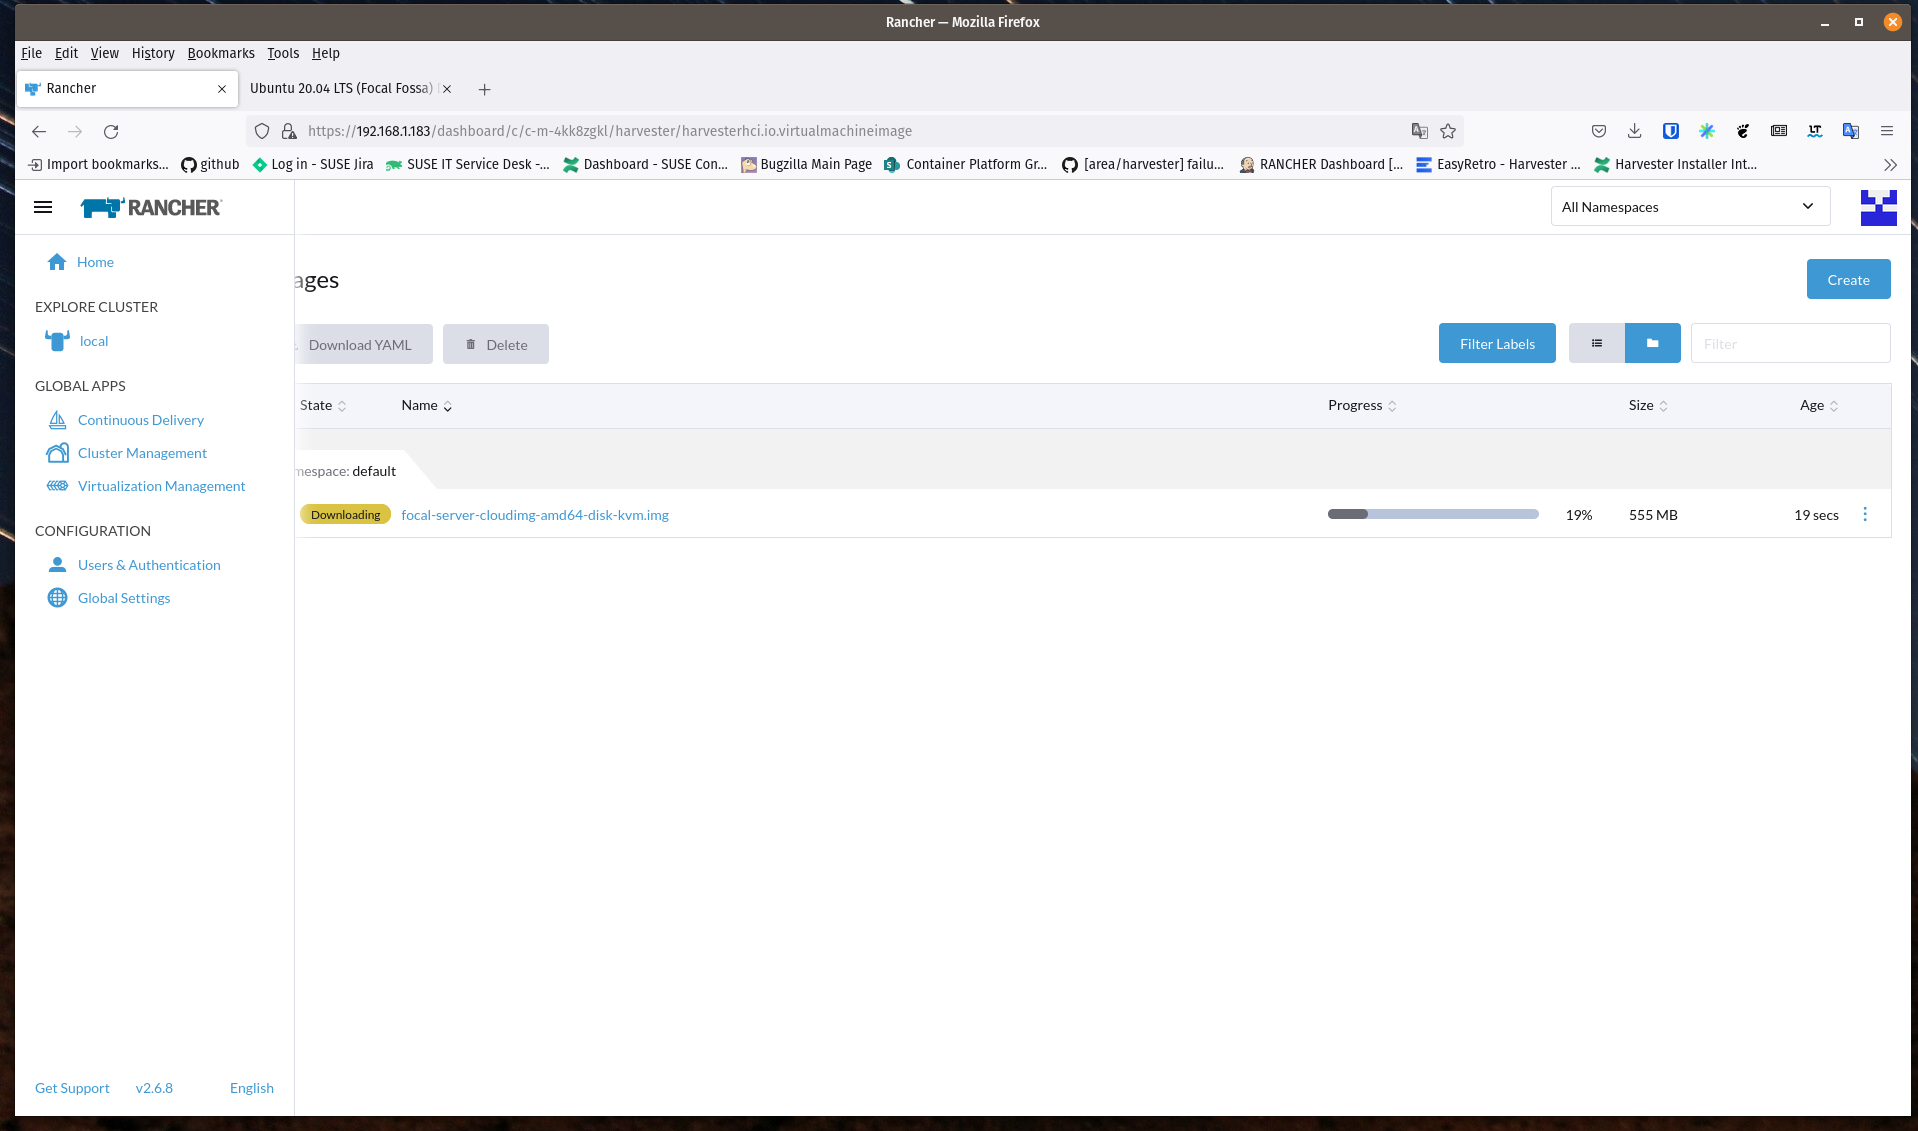 Rancher — Mozilla Firefox
File Edit View History Bookmarks Tools Help
Rancher
Ubuntu 20.04 LTS (Focal Fossa)
https://192.168.1.183/dashboard/c/c-m-4kk8zgkl/harvester/harvesterhci.io.virtualmachineimage
Import bookmarks... github Log in - SUSE Jira SUSE IT Service Desk -... Dashboard - SUSE Con... Bugzilla Main Page Container Platform Gr... [area/harvester] failu... RANCHER Dashboard [... EasyRetro - Harvester ... Harvester Installer Int...
RANCHER
All Namespaces
Home
ages
Create
EXPLORE CLUSTER
local
Download YAML Delete Filter Labels Filter
GLOBAL APPS
Continuous Delivery
Cluster Management
Virtualization Management
State Name Progress Size Age
mespace: default
Downloading focal-server-cloudimg-amd64-disk-kvm.img 19% 555 MB 19 secs
CONFIGURATION
Users & Authentication
Global Settings
Get Support v2.6.8 English